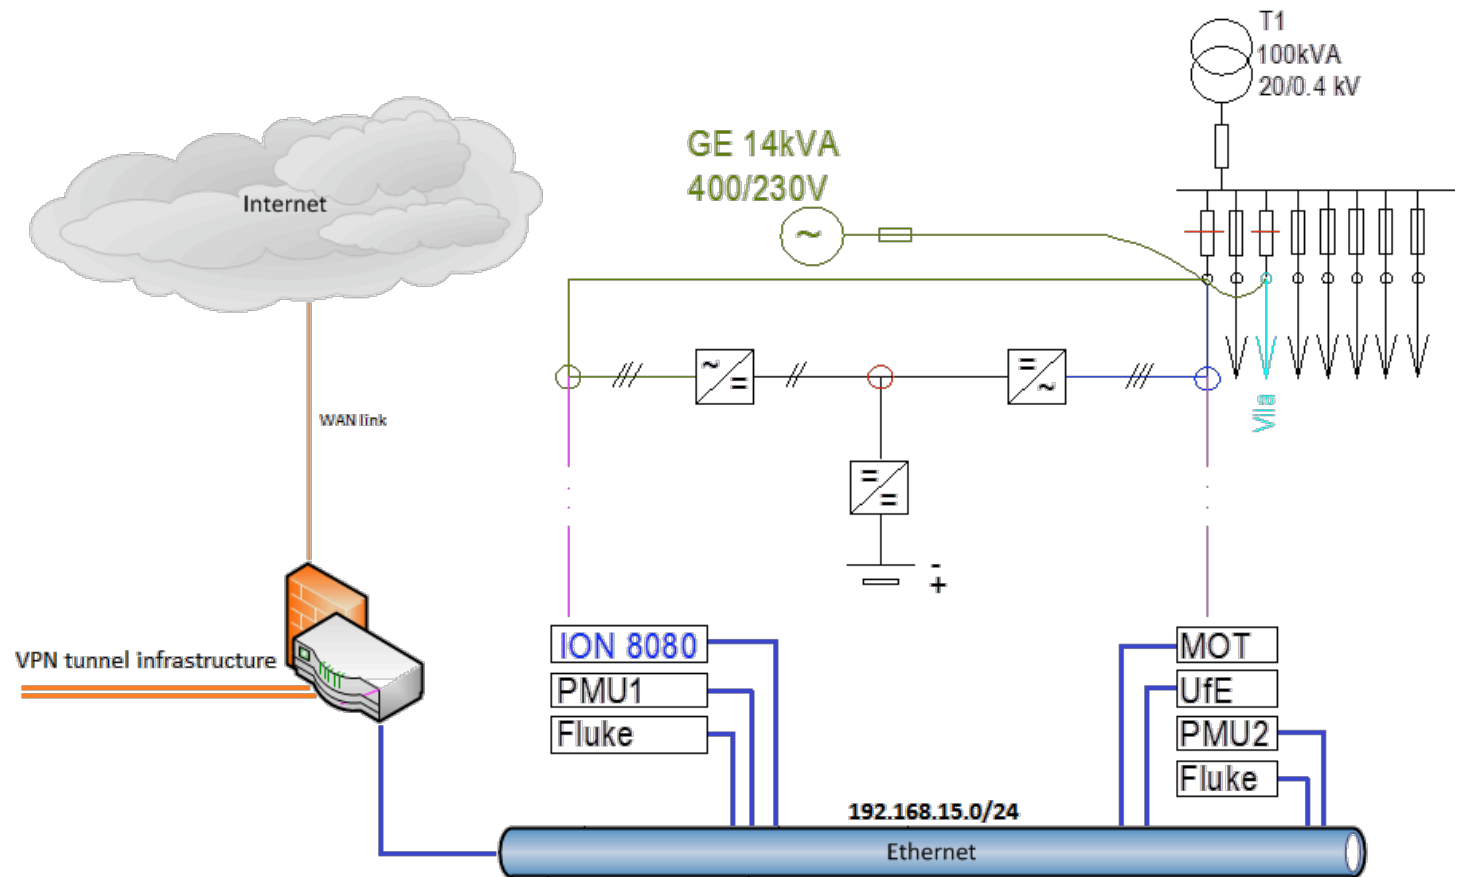 T1
100kVA
20/0.4 kV
GE 14kVA
400/230V
Internet
WAN link
Vila
-
+
VPN tunnel infrastructure
ION 8080
PMU1
Fluke
MOT
UfE
PMU2
Fluke
192.168.15.0/24
Ethernet